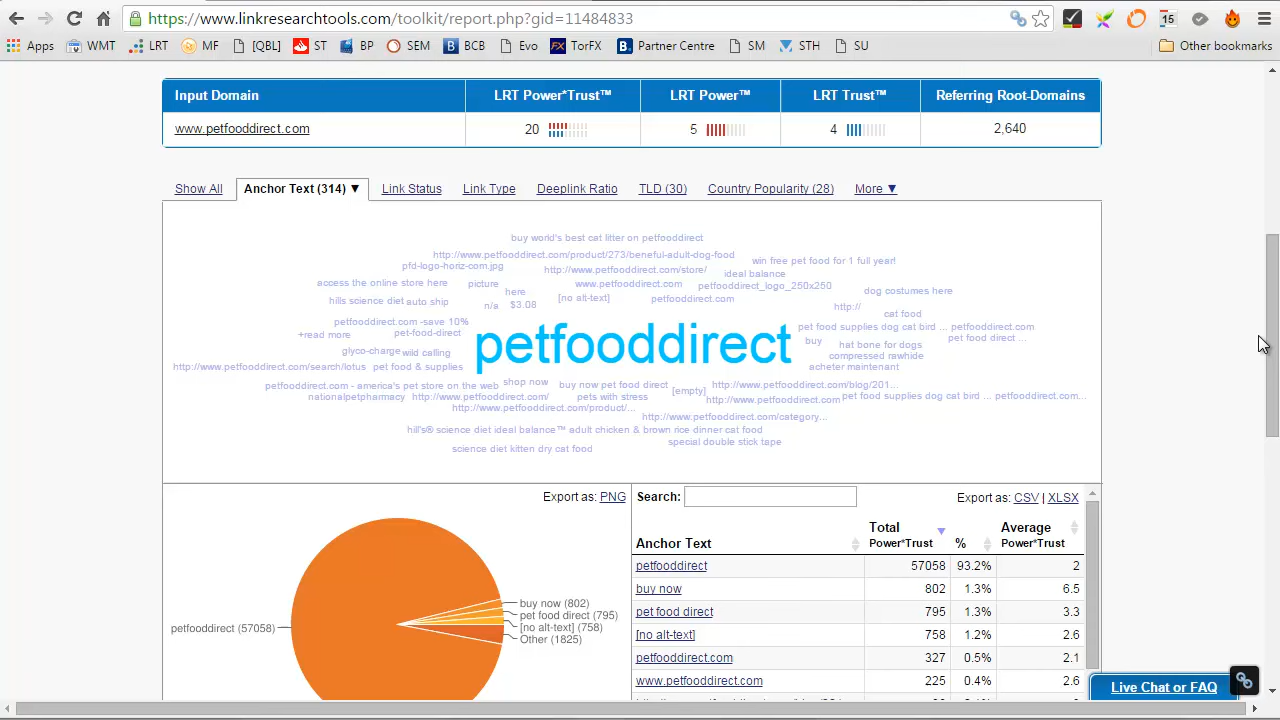 https://www.linkresearchtools.com/toolkit/report.php?gid=11484833
15
Apps WMT LRT MF [QBL] ST BP SEM BCB Evo TorFX Partner Centre SM STH SU Other bookmarks
Input Domain LRT Power*Trust™ LRT Power™ LRT Trust™ Referring Root-Domains
www.petfooddirect.com 20 5 4 2,640
Show All Anchor Text (314) ▼ Link Status Link Type Deeplink Ratio TLD (30) Country Popularity (28) More ▼
buy world's best cat litter on petfooddirect
http://www.petfooddirect.com/product/273/beneful-adult-dog-food win free pet food for 1 full year!
pfd-logo-horiz-com.jpg http://www.petfooddirect.com/store/ ideal balance
access the online store here picture www.petfooddirect.com petfooddirect_logo_250x250 dog costumes here
hills science diet auto ship here [no alt-text] petfooddirect.com
n/a $3.08 http://
cat food
petfooddirect.com -save 10% pet food supplies dog cat bird ... petfooddirect.com
+read more pet-food-direct petfooddirect buy hat bone for dogs pet food direct ...
glyco-charge wild calling compressed rawhide
http://www.petfooddirect.com/search/lotus pet food & supplies acheter maintenant
petfooddirect.com - america's pet store on the web shop now buy now pet food direct [empty] http://www.petfooddirect.com/blog/201...
nationalpetpharmacy http://www.petfooddirect.com/ pets with stress http://www.petfooddirect.com pet food supplies dog cat bird ... petfooddirect.com...
http://www.petfooddirect.com/product/... http://www.petfooddirect.com/category...
hill's® science diet ideal balance™ adult chicken & brown rice dinner cat food
science diet kitten dry cat food special double stick tape
Export as: PNG Search: Export as: CSV | XLSX
Total Average
Anchor Text Power*Trust % Power*Trust
petfooddirect 57058 93.2% 2
buy now 802 1.3% 6.5
pet food direct 795 1.3% 3.3
[no alt-text] 758 1.2% 2.6
petfooddirect.com 327 0.5% 2.1
www.petfooddirect.com 225 0.4% 2.6
petfooddirect (57058)
buy now (802)
pet food direct (795)
[no alt-text] (758)
Other (1825)
Live Chat or FAQ